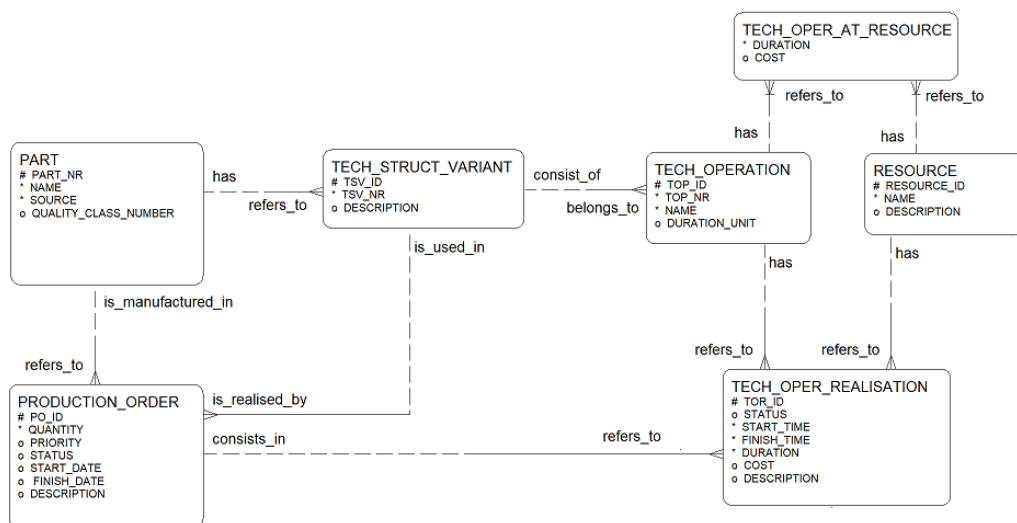 TECH_OPER_AT_RESOURCE
* DURATION
o COST
refers_to
refers_to
has
has
PART
# PART_NR
* NAME
* SOURCE
o QUALITY_CLASS_NUMBER
has
refers_to
TECH_STRUCT_VARIANT
# TSV_ID
* TSV_NR
o DESCRIPTION
consist_of
belongs_to
TECH_OPERATION
# TOP_ID
* TOP_NR
* NAME
o DURATION_UNIT
RESOURCE
# RESOURCE_ID
* NAME
o DESCRIPTION
is_used_in
has
has
is_manufactured_in
refers_to
refers_to
refers_to
PRODUCTION_ORDER
# PO_ID
* QUANTITY
o PRIORITY
o STATUS
o START_DATE
o FINISH_DATE
o DESCRIPTION
is_realised_by
consists_in
refers_to
TECH_OPER_REALISATION
# TOR_ID
o STATUS
* START_TIME
* FINISH_TIME
* DURATION
o COST
o DESCRIPTION